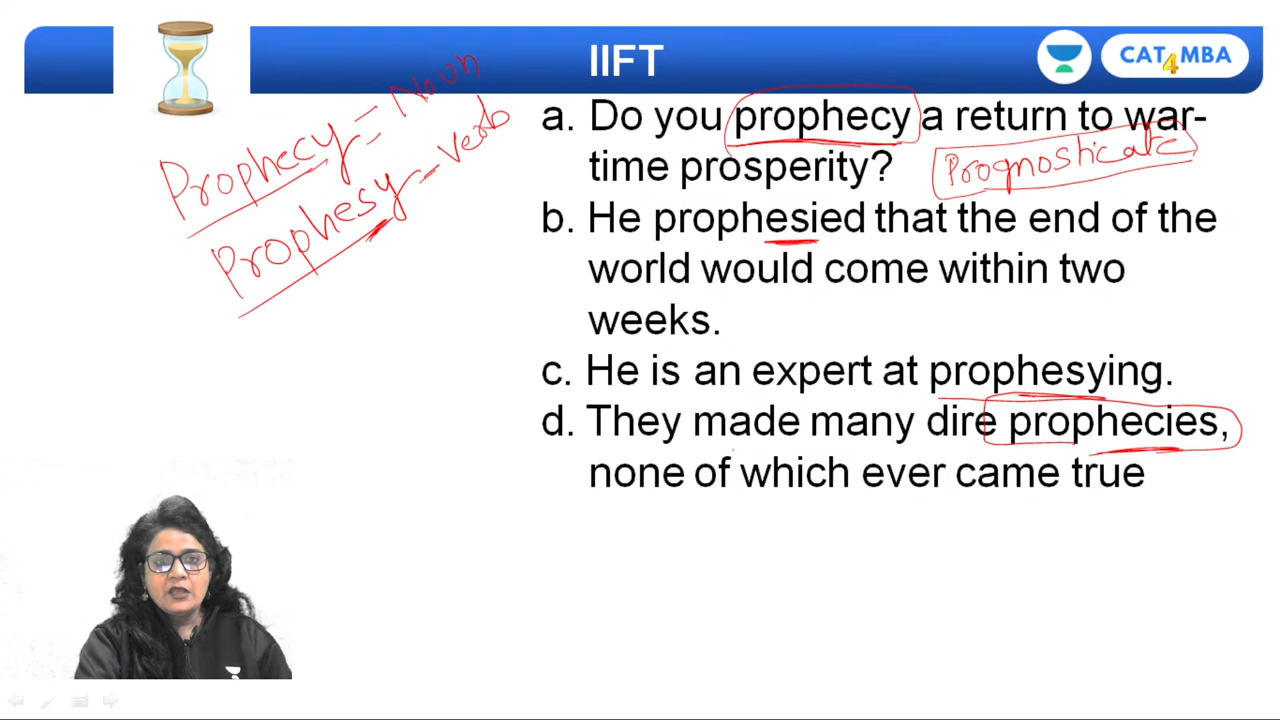 IIFT
CAT4MBA
Prophecy = Noun
Prophesy - Verb
a. Do you prophecy a return to war-
time prosperity?
Prognosticate
b. He prophesied that the end of the
world would come within two
weeks.
c. He is an expert at prophesying.
d. They made many dire prophecies,
none of which ever came true